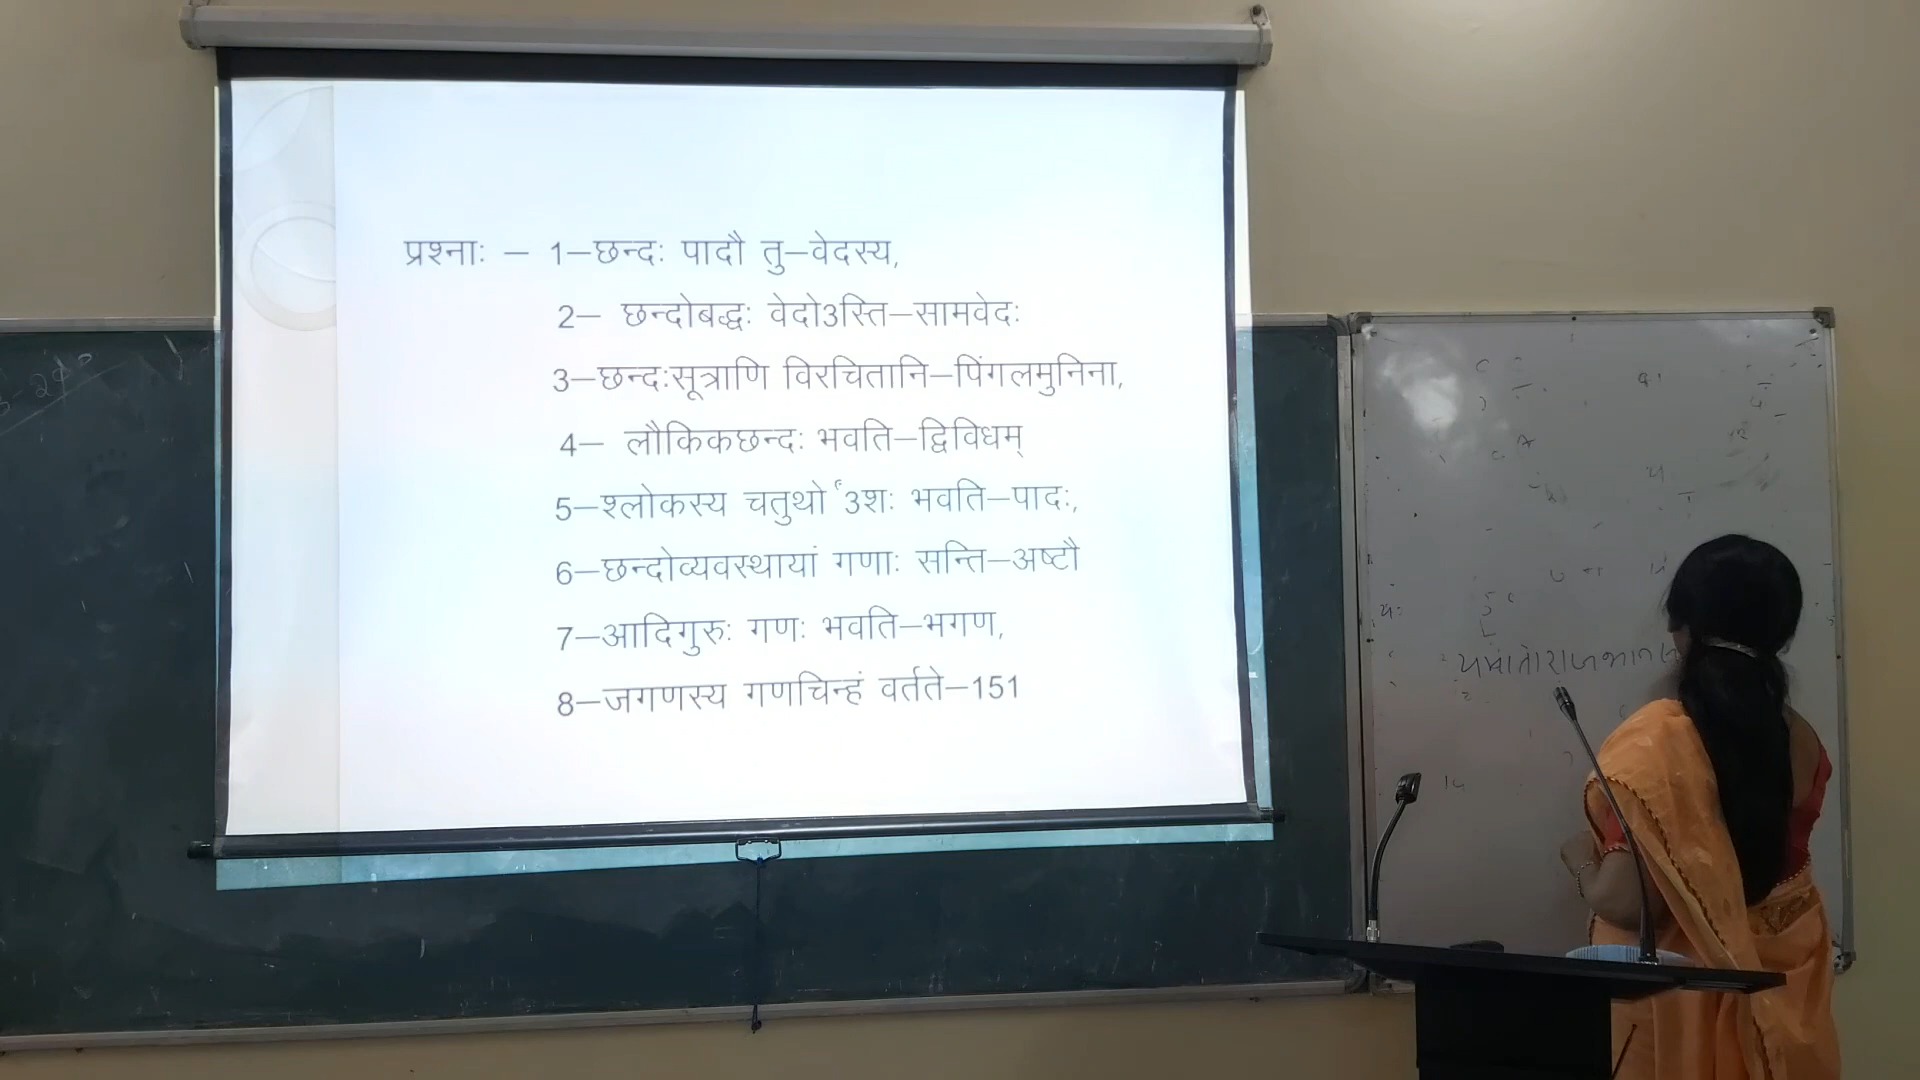 प्रश्नाः – 1–छन्दः पादौ तु–वेदस्य,
2– छन्दोबद्धः वेदो3स्ति–सामवेदः
3–छन्दःसूत्राणि विरचितानि–पिंगलमुनिना,
4– लौकिकछन्दः भवति–द्विविधम्
5–श्लोकस्य चतुर्थो 3शः भवति–पादः,
6–छन्दोव्यवस्थायां गणाः सन्ति–अष्टौ
7–आदिगुरुः गणः भवति–भगण,
8–जगणस्य गणचिन्हं वर्तते–151
यमाताराजभान